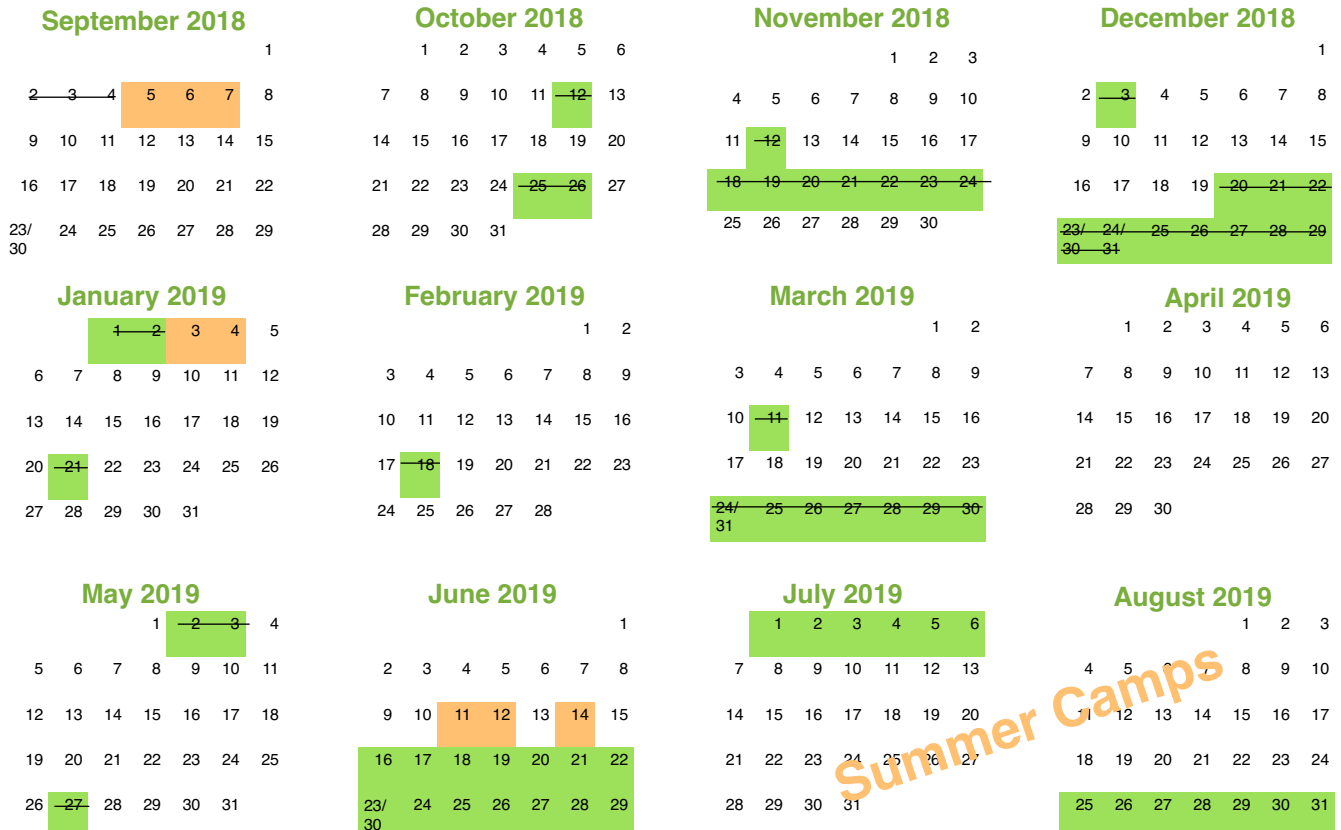 September 2018
1
2 3 4 5 6 7 8
9 10 11 12 13 14 15
16 17 18 19 20 21 22
23/30 24 25 26 27 28 29
October 2018
1 2 3 4 5 6
7 8 9 10 11 12 13
14 15 16 17 18 19 20
21 22 23 24 25 26 27
28 29 30 31
November 2018
1 2 3
4 5 6 7 8 9 10
11 12 13 14 15 16 17
18 19 20 21 22 23 24
25 26 27 28 29 30
December 2018
1
2 3 4 5 6 7 8
9 10 11 12 13 14 15
16 17 18 19 20 21 22
23/30 24/31 25 26 27 28 29
January 2019
1 2 3 4 5
6 7 8 9 10 11 12
13 14 15 16 17 18 19
20 21 22 23 24 25 26
27 28 29 30 31
February 2019
1 2
3 4 5 6 7 8 9
10 11 12 13 14 15 16
17 18 19 20 21 22 23
24 25 26 27 28
March 2019
1 2
3 4 5 6 7 8 9
10 11 12 13 14 15 16
17 18 19 20 21 22 23
24/31 25 26 27 28 29 30
April 2019
1 2 3 4 5 6
7 8 9 10 11 12 13
14 15 16 17 18 19 20
21 22 23 24 25 26 27
28 29 30
May 2019
1 2 3 4
5 6 7 8 9 10 11
12 13 14 15 16 17 18
19 20 21 22 23 24 25
26 27 28 29 30 31
June 2019
1
2 3 4 5 6 7 8
9 10 11 12 13 14 15
16 17 18 19 20 21 22
23/30 24 25 26 27 28 29
July 2019
1 2 3 4 5 6
7 8 9 10 11 12 13
14 15 16 17 18 19 20
21 22 23 24 25 26 27
28 29 30 31
August 2019
1 2 3
4 5 6 7 8 9 10
11 12 13 14 15 16 17
18 19 20 21 22 23 24
25 26 27 28 29 30 31
Summer Camps